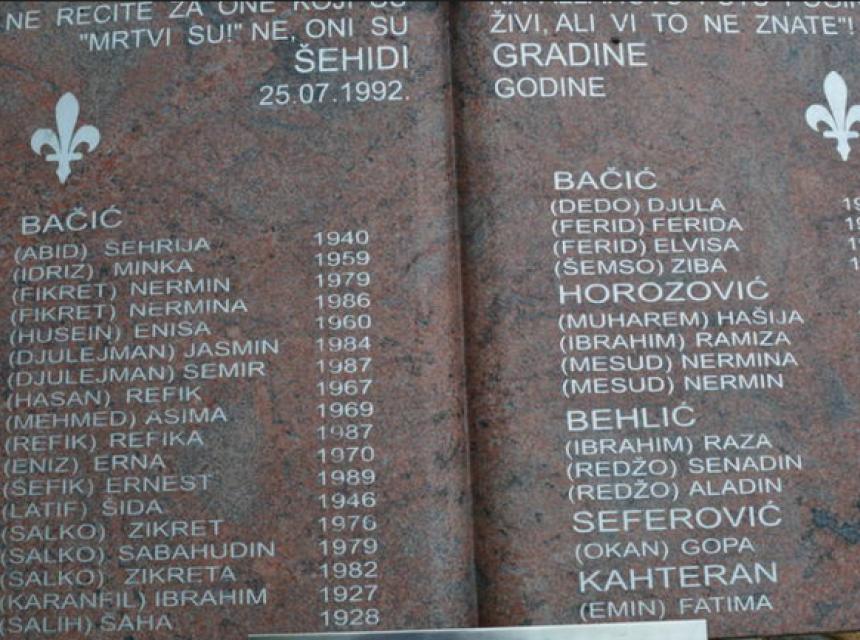 NE RECITE ZA ONE KOJI SU
"MRTVI SU!" NE, ONI SU
ŠEHIDI
25.07.1992.
BAČIĆ
(ABID) ŠEHRIJA 1940
(IDRIZ) MINKA 1959
(FIKRET) NERMIN 1979
(FIKRET) NERMINA 1986
(HUSEIN) ENISA 1960
(DJULEJMAN) JASMIN 1984
(DJULEJMAN) SEMIR 1987
(HASAN) REFIK 1967
(MEHMED) ASIMA 1969
(REFIK) REFIKA 1987
(ENIZ) ERNA 1970
(ŠEFIK) ERNEST 1989
(LATIF) ŠIDA 1946
(SALKO) ZIKRET 1976
(SALKO) SABAHUDIN 1979
(SALKO) ZIKRETA 1982
(KARANFIL) IBRAHIM 1927
(SALIH) ŠAHA 1928
ŽIVI, ALI VI TO NE ZNATE"!
GRADINE
GODINE
BAČIĆ
(DEDO) DJULA
(FERID) FERIDA
(FERID) ELVISA
(ŠEMSO) ZIBA
HOROZOVIĆ
(MUHAREM) HAŠIJA
(IBRAHIM) RAMIZA
(MESUD) NERMINA
(MESUD) NERMIN
BEHLIĆ
(IBRAHIM) RAZA
(REDŽO) SENADIN
(REDŽO) ALADIN
SEFEROVIĆ
(OKAN) GOPA
KAHTERAN
(EMIN) FATIMA